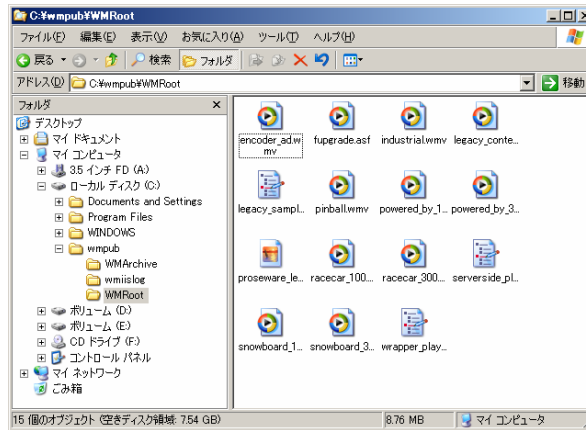 C:¥wmpub¥WMRoot
ファイル(F) 編集(E) 表示(V) お気に入り(A) ツール(T) ヘルプ(H)
戻る 検索 フォルダ
アドレス(D) C:¥wmpub¥WMRoot 移動
フォルダ
デスクトップ
マイ ドキュメント
マイ コンピュータ
3.5 インチ FD (A:)
ローカル ディスク (C:)
Documents and Settings
Program Files
WINDOWS
wmpub
WMArchive
wmiislog
WMRoot
ボリューム (D:)
ボリューム (E:)
CD ドライブ (F:)
コントロール パネル
マイ ネットワーク
ごみ箱
encoder_ad.w
mv
fupgrade.asf industrial.wmv legacy_conte...
legacy_sampl... pinball.wmv powered_by_1... powered_by_3...
proseware_le... racecar_100... racecar_300... serverside_pl...
snowboard_1... snowboard_3... wrapper_play...
15 個のオブジェクト (空きディスク領域: 7.54 GB) 8.76 MB マイ コンピュータ